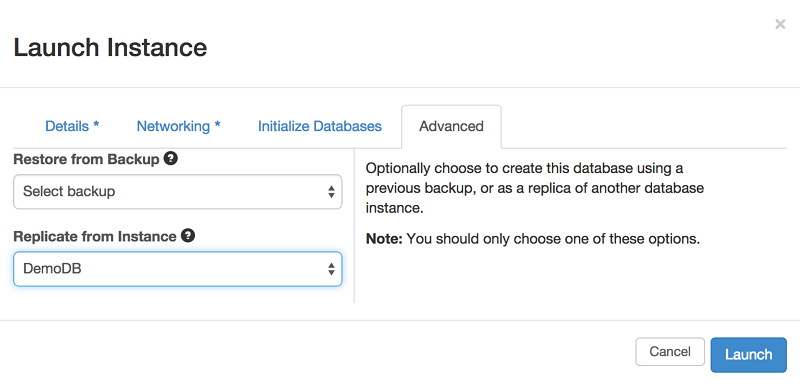 Launch Instance
×
Details *
Networking *
Initialize Databases
Advanced
Restore from Backup ?
Select backup
Replicate from Instance ?
DemoDB
Optionally choose to create this database using a
previous backup, or as a replica of another database
instance.
Note: You should only choose one of these options.
Cancel
Launch